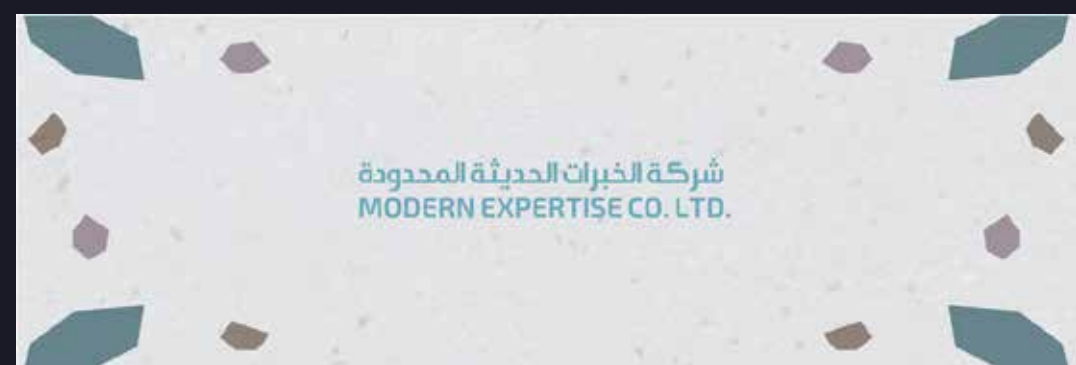 شركة الخبرات الحديثة المحدودة
MODERN EXPERTISE CO. LTD.